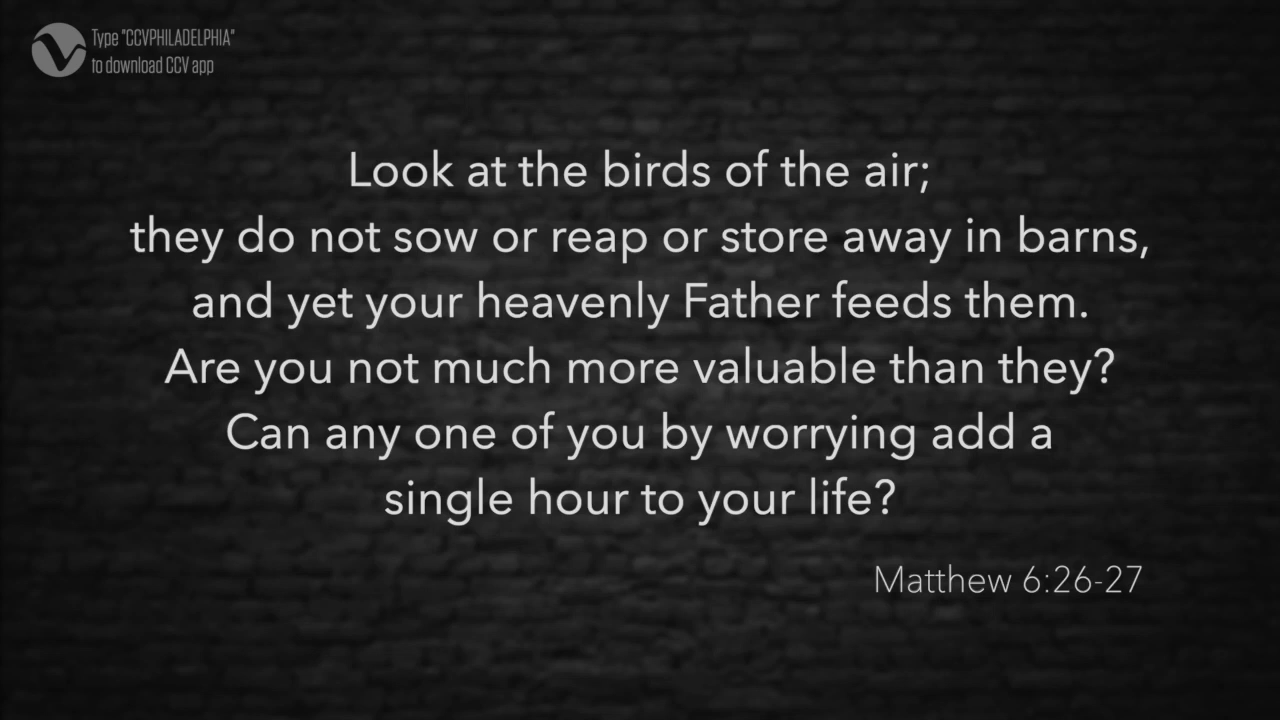 Type "CCVPHILADELPHIA"
to download CCV app
Look at the birds of the air;
they do not sow or reap or store away in barns,
and yet your heavenly Father feeds them.
Are you not much more valuable than they?
Can any one of you by worrying add a
single hour to your life?
Matthew 6:26-27